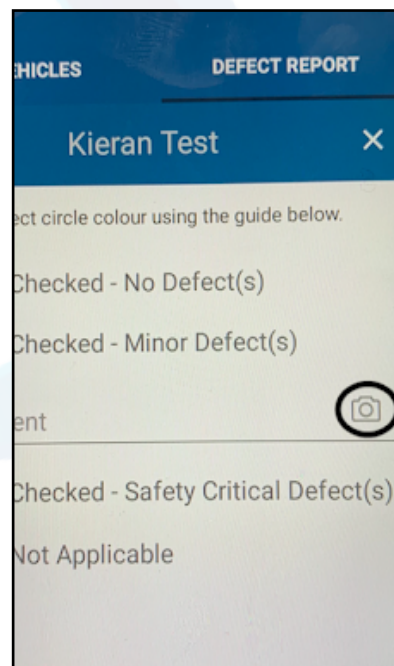 HICLES DEFECT REPORT
Kieran Test ×
ect circle colour using the guide below.
Checked - No Defect(s)
Checked - Minor Defect(s)
ent
Checked - Safety Critical Defect(s)
Not Applicable